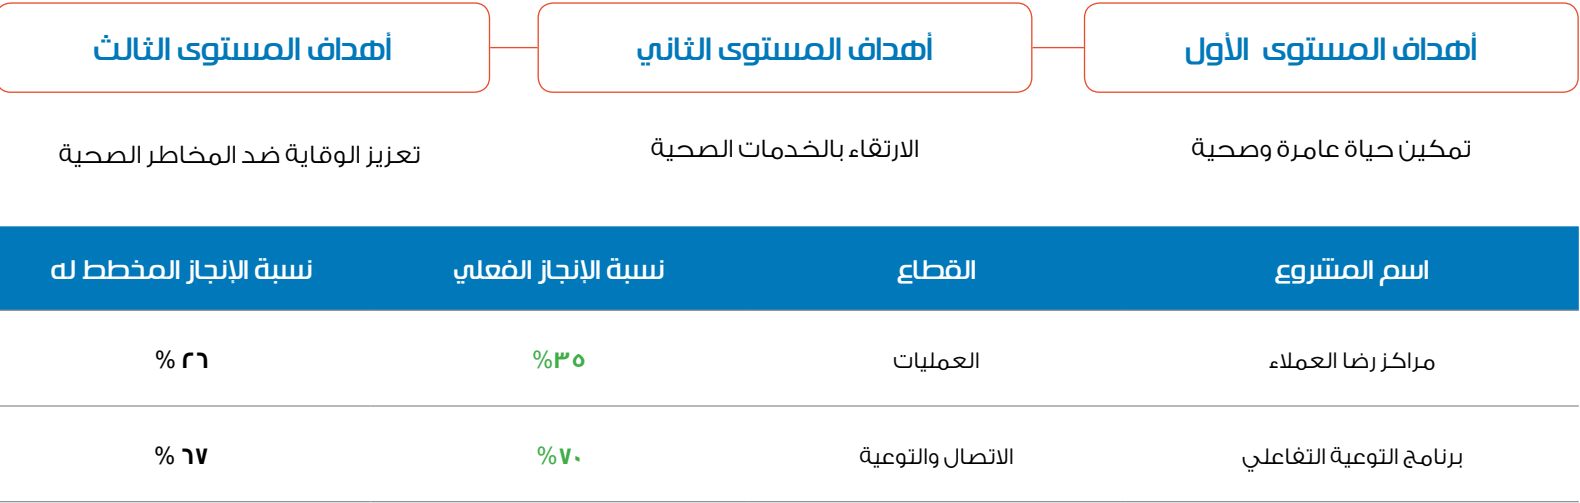 أهداف المستوى الأول أهداف المستوى الثاني أهداف المستوى الثالث
تمكين حياة عامرة وصحية الارتقاء بالخدمات الصحية تعزيز الوقاية ضد المخاطر الصحية
اسم المشروع القطاع نسبة الإنجاز الفعلي نسبة الإنجاز المخطط له
مراكز رضا العملاء العمليات ٣٥% ٢٦ %
برنامج التوعية التفاعلي الاتصال والتوعية ٧٠% ٦٧ %